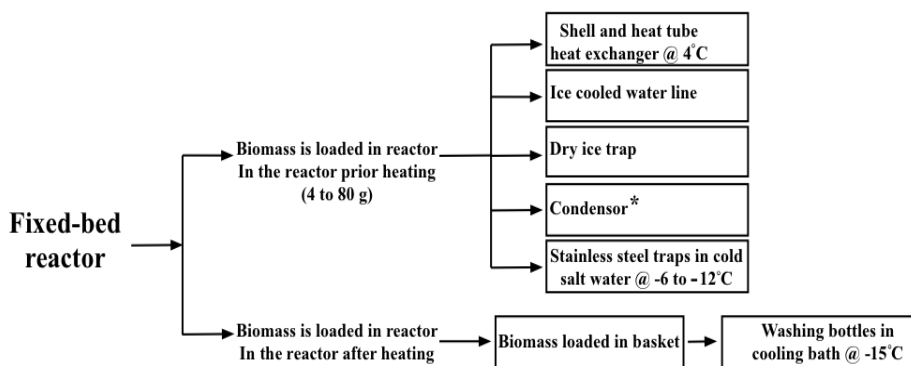 Shell and heat tube
heat exchanger @ 4°C
Ice cooled water line
Biomass is loaded in reactor
In the reactor prior heating
(4 to 80 g)
Dry ice trap
Condensor*
Fixed-bed
reactor
Stainless steel traps in cold
salt water @ -6 to -12°C
Biomass is loaded in reactor
In the reactor after heating
Biomass loaded in basket
Washing bottles in
cooling bath @ -15°C